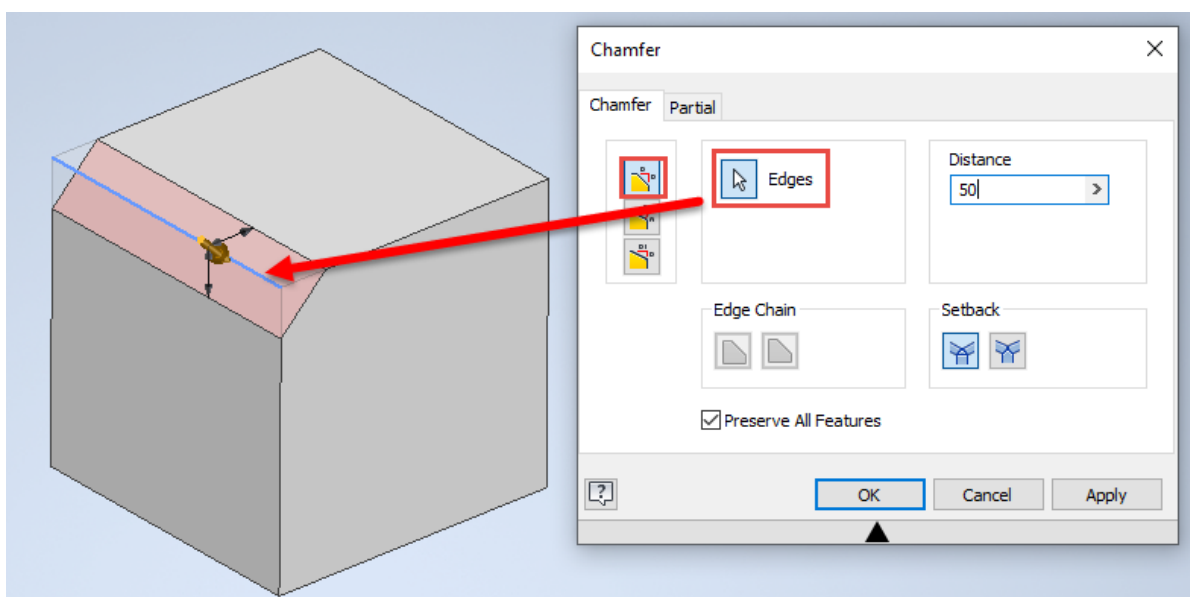 Chamfer
Chamfer Partial
Edges
Distance
50
Edge Chain
Setback
Preserve All Features
OK Cancel Apply